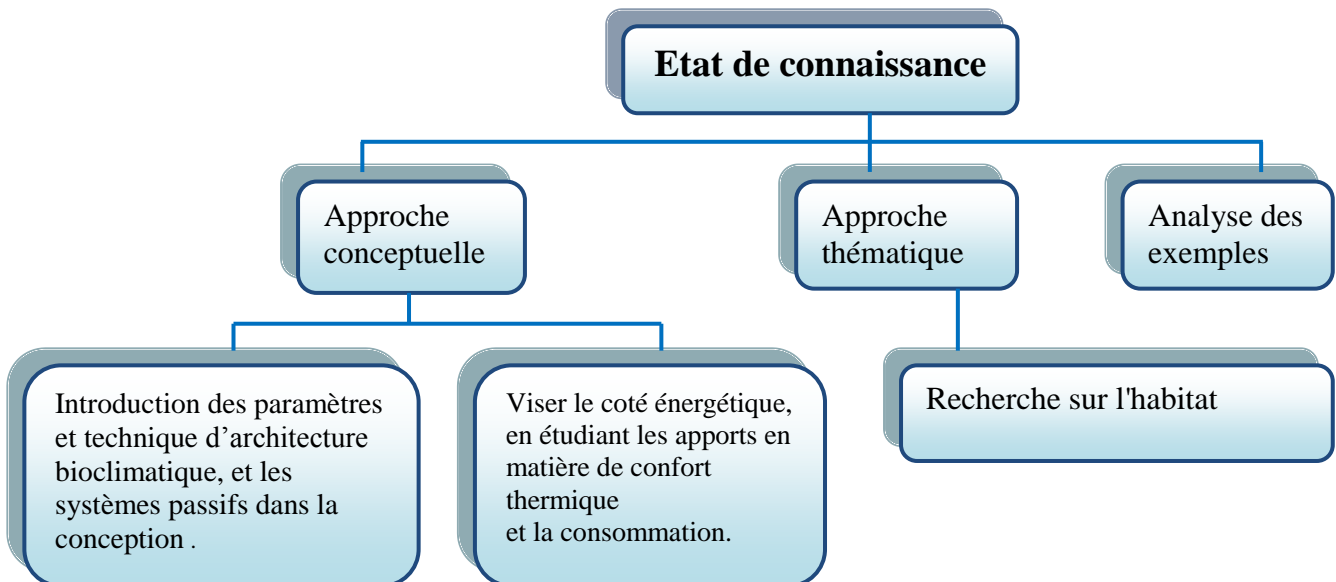 Etat de connaissance
Approche
conceptuelle
Approche
thématique
Analyse des
exemples
Introduction des paramètres
et technique d’architecture
bioclimatique, et les
systèmes passifs dans la
conception .
Viser le coté énergétique,
en étudiant les apports en
matière de confort
thermique
et la consommation.
Recherche sur l'habitat